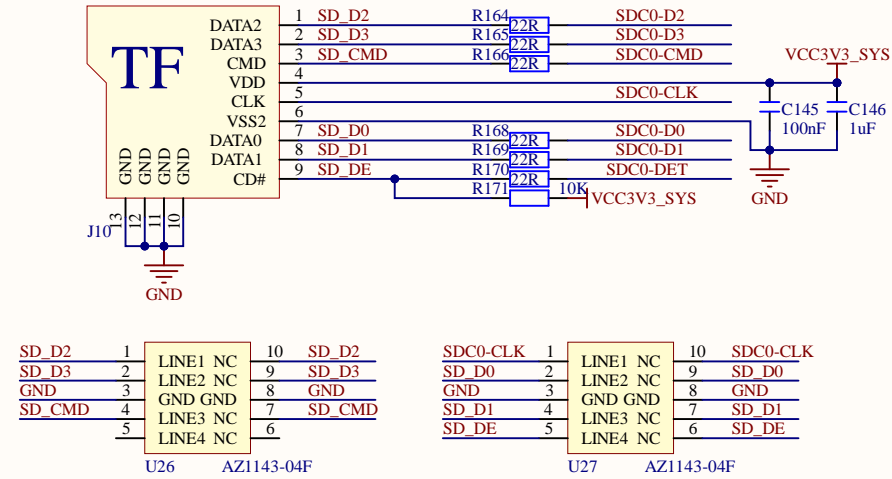 DATA2 1 SD_D2 R164 22R SDC0-D2
DATA3 2 SD_D3 R165 22R SDC0-D3
TF CMD 3 SD_CMD R166 22R SDC0-CMD VCC3V3_SYS
VDD 4
CLK 5 SDC0-CLK C145 C146
VSS2 6 100nF 1uF
DATA0 7 SD_D0 R168 22R SDC0-D0
DATA1 8 SD_D1 R169 22R SDC0-D1
GND GND GND GND CD# 9 SD_DE R170 22R SDC0-DET
R171 10K VCC3V3_SYS GND
J10 13 12 11 10
GND
SD_D2 1 LINE1 NC 10 SD_D2 SDC0-CLK 1 LINE1 NC 10 SDC0-CLK
SD_D3 2 LINE2 NC 9 SD_D3 SD_D0 2 LINE2 NC 9 SD_D0
GND 3 GND GND 8 GND GND 3 GND GND 8 GND
SD_CMD 4 LINE3 NC 7 SD_CMD SD_D1 4 LINE3 NC 7 SD_D1
5 LINE4 NC 6 SD_DE 5 LINE4 NC 6 SD_DE
U26 AZ1143-04F U27 AZ1143-04F